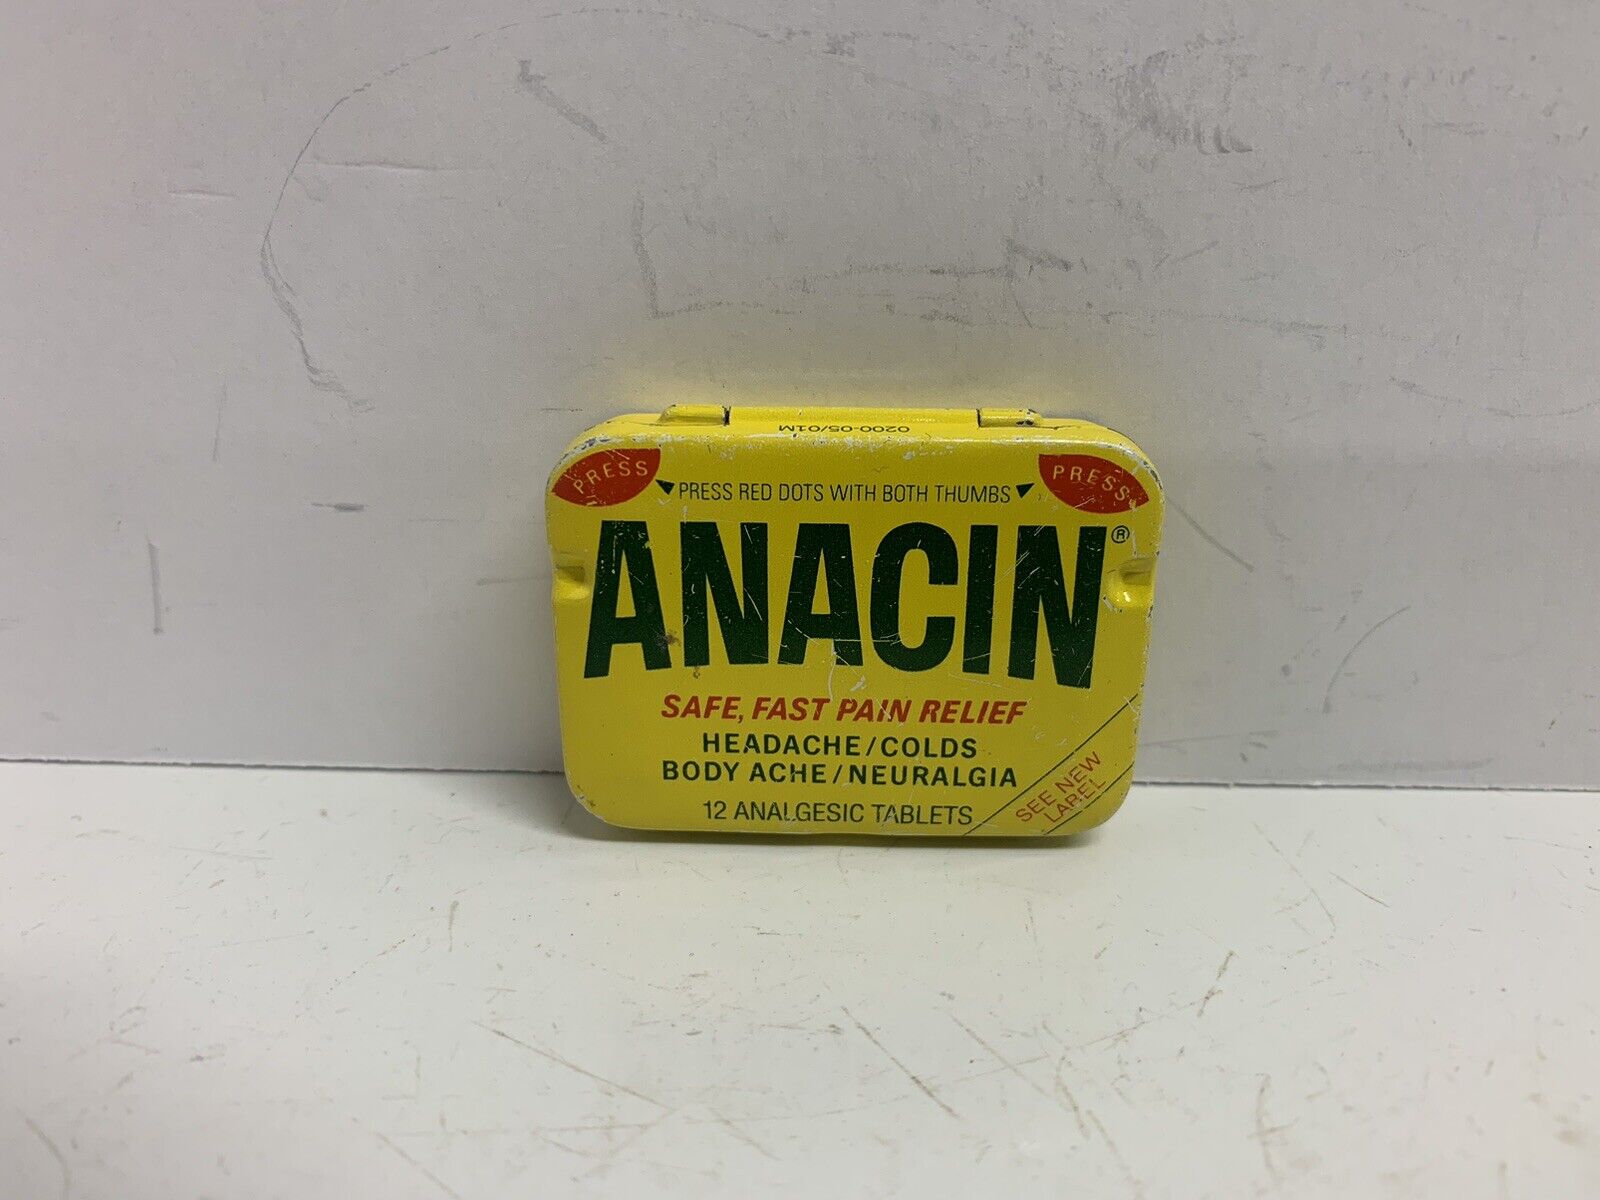 0200-05/01M
PRESS PRESS RED DOTS WITH BOTH THUMBS PRESS
ANACIN®
SAFE, FAST PAIN RELIEF
HEADACHE/COLDS
BODY ACHE/NEURALGIA
12 ANALGESIC TABLETS
SEE NEW
LABEL